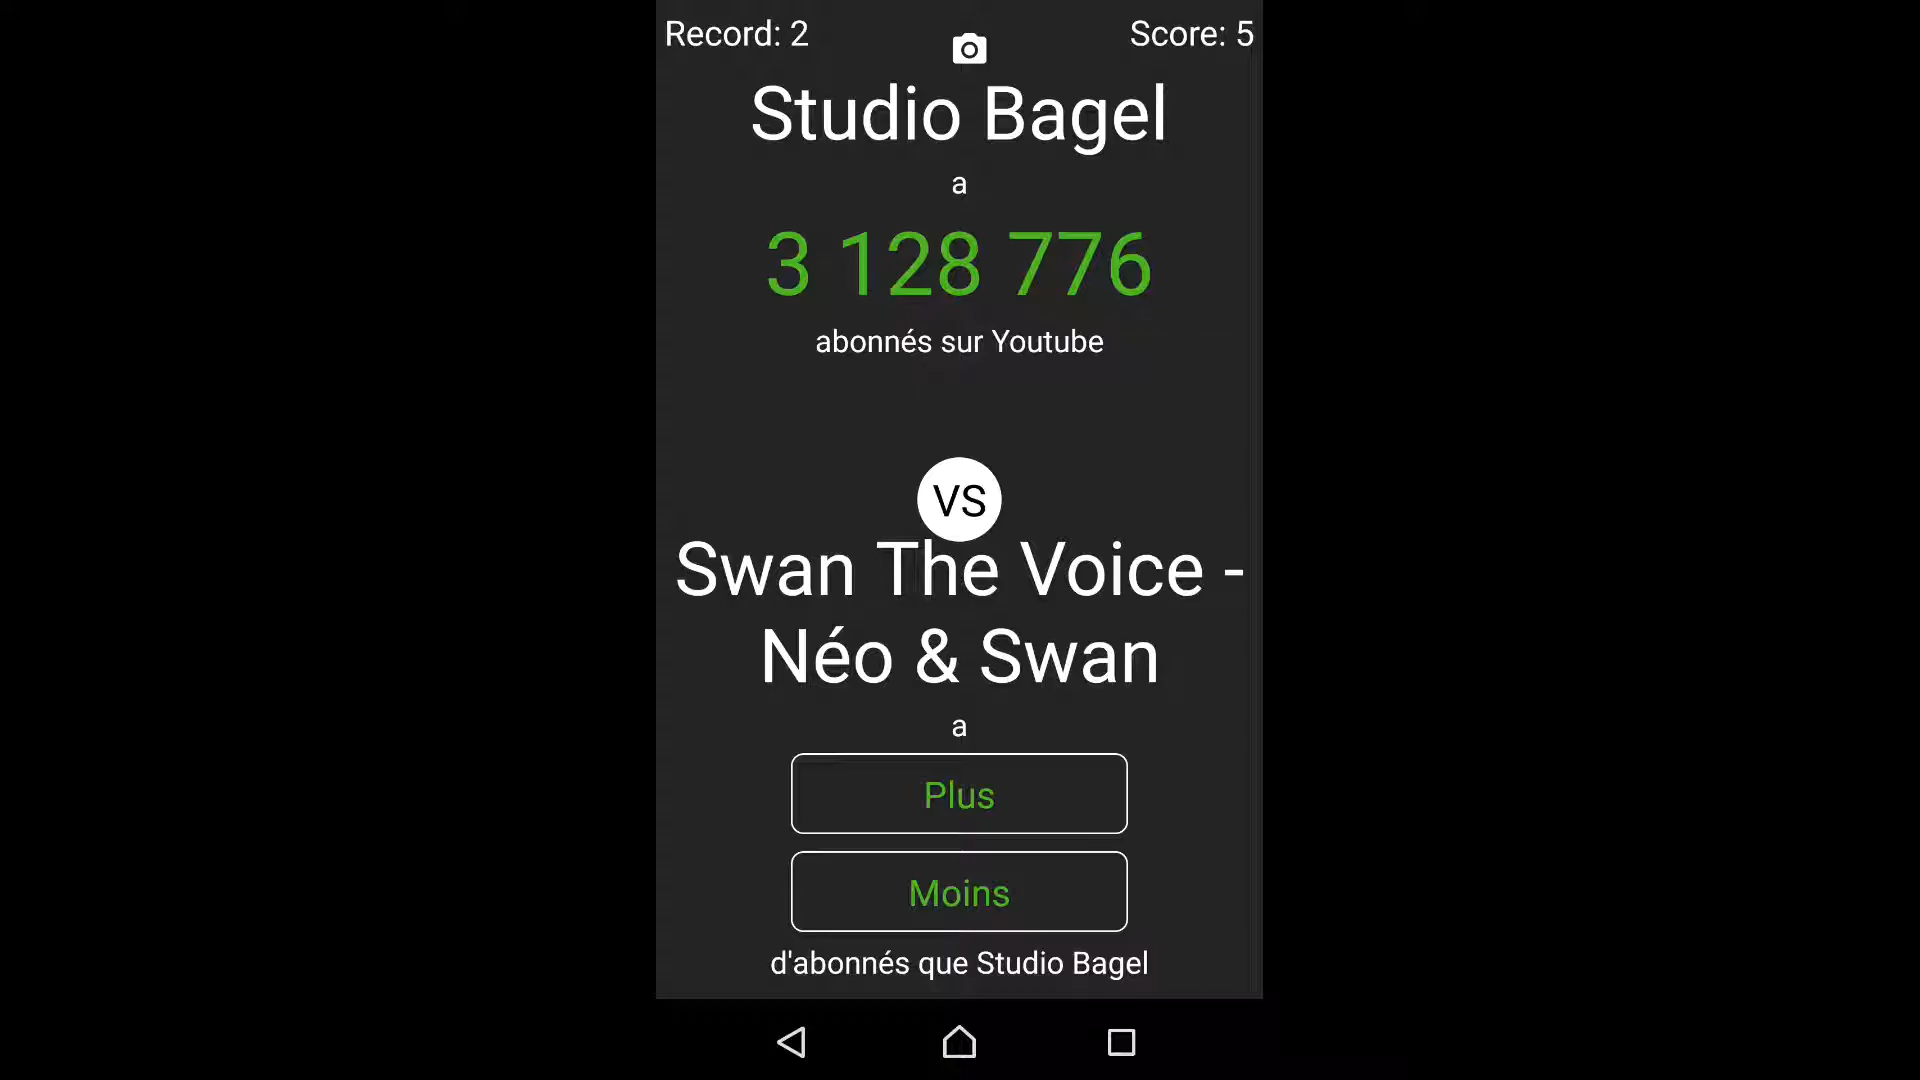 Record: 2
Score: 5
Studio Bagel
a
3 128 776
abonnés sur Youtube
VS
Swan The Voice -
Néo & Swan
a
Plus
Moins
d'abonnés que Studio Bagel